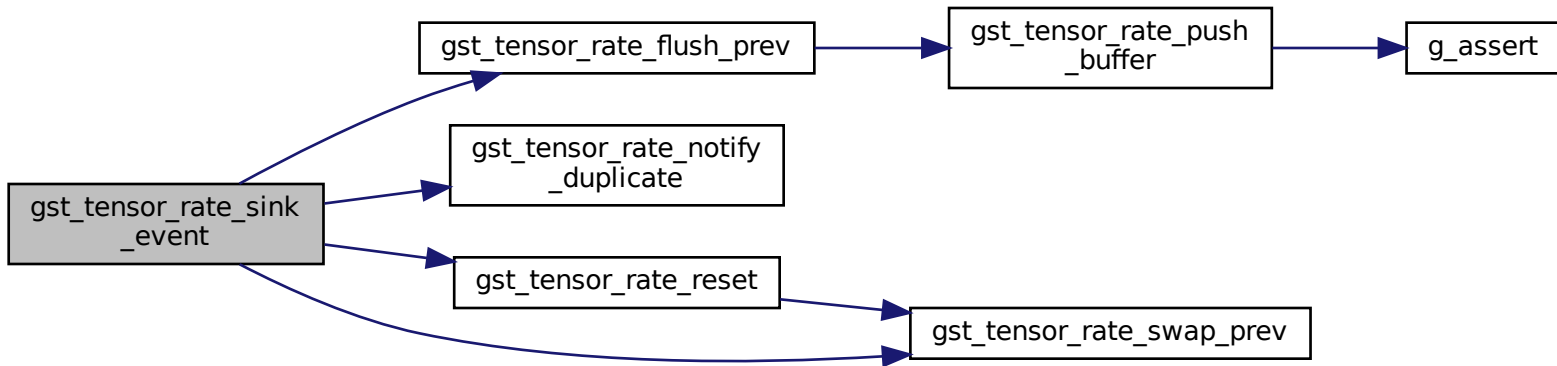 gst_tensor_rate_sink
_event
gst_tensor_rate_flush_prev
gst_tensor_rate_push
_buffer
g_assert
gst_tensor_rate_notify
_duplicate
gst_tensor_rate_reset
gst_tensor_rate_swap_prev